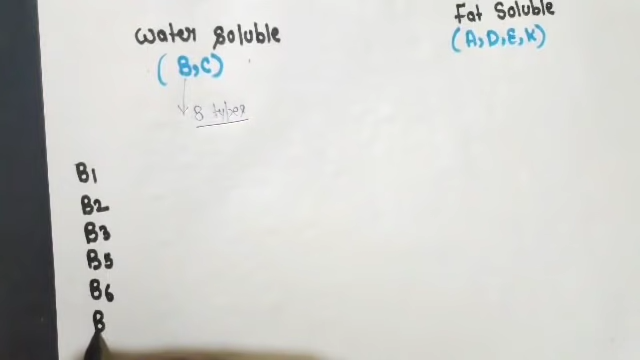 Water Soluble
(B,C)
8 types
Fat Soluble
(A,D,E,K)
B1
B2
B3
B5
B6
B